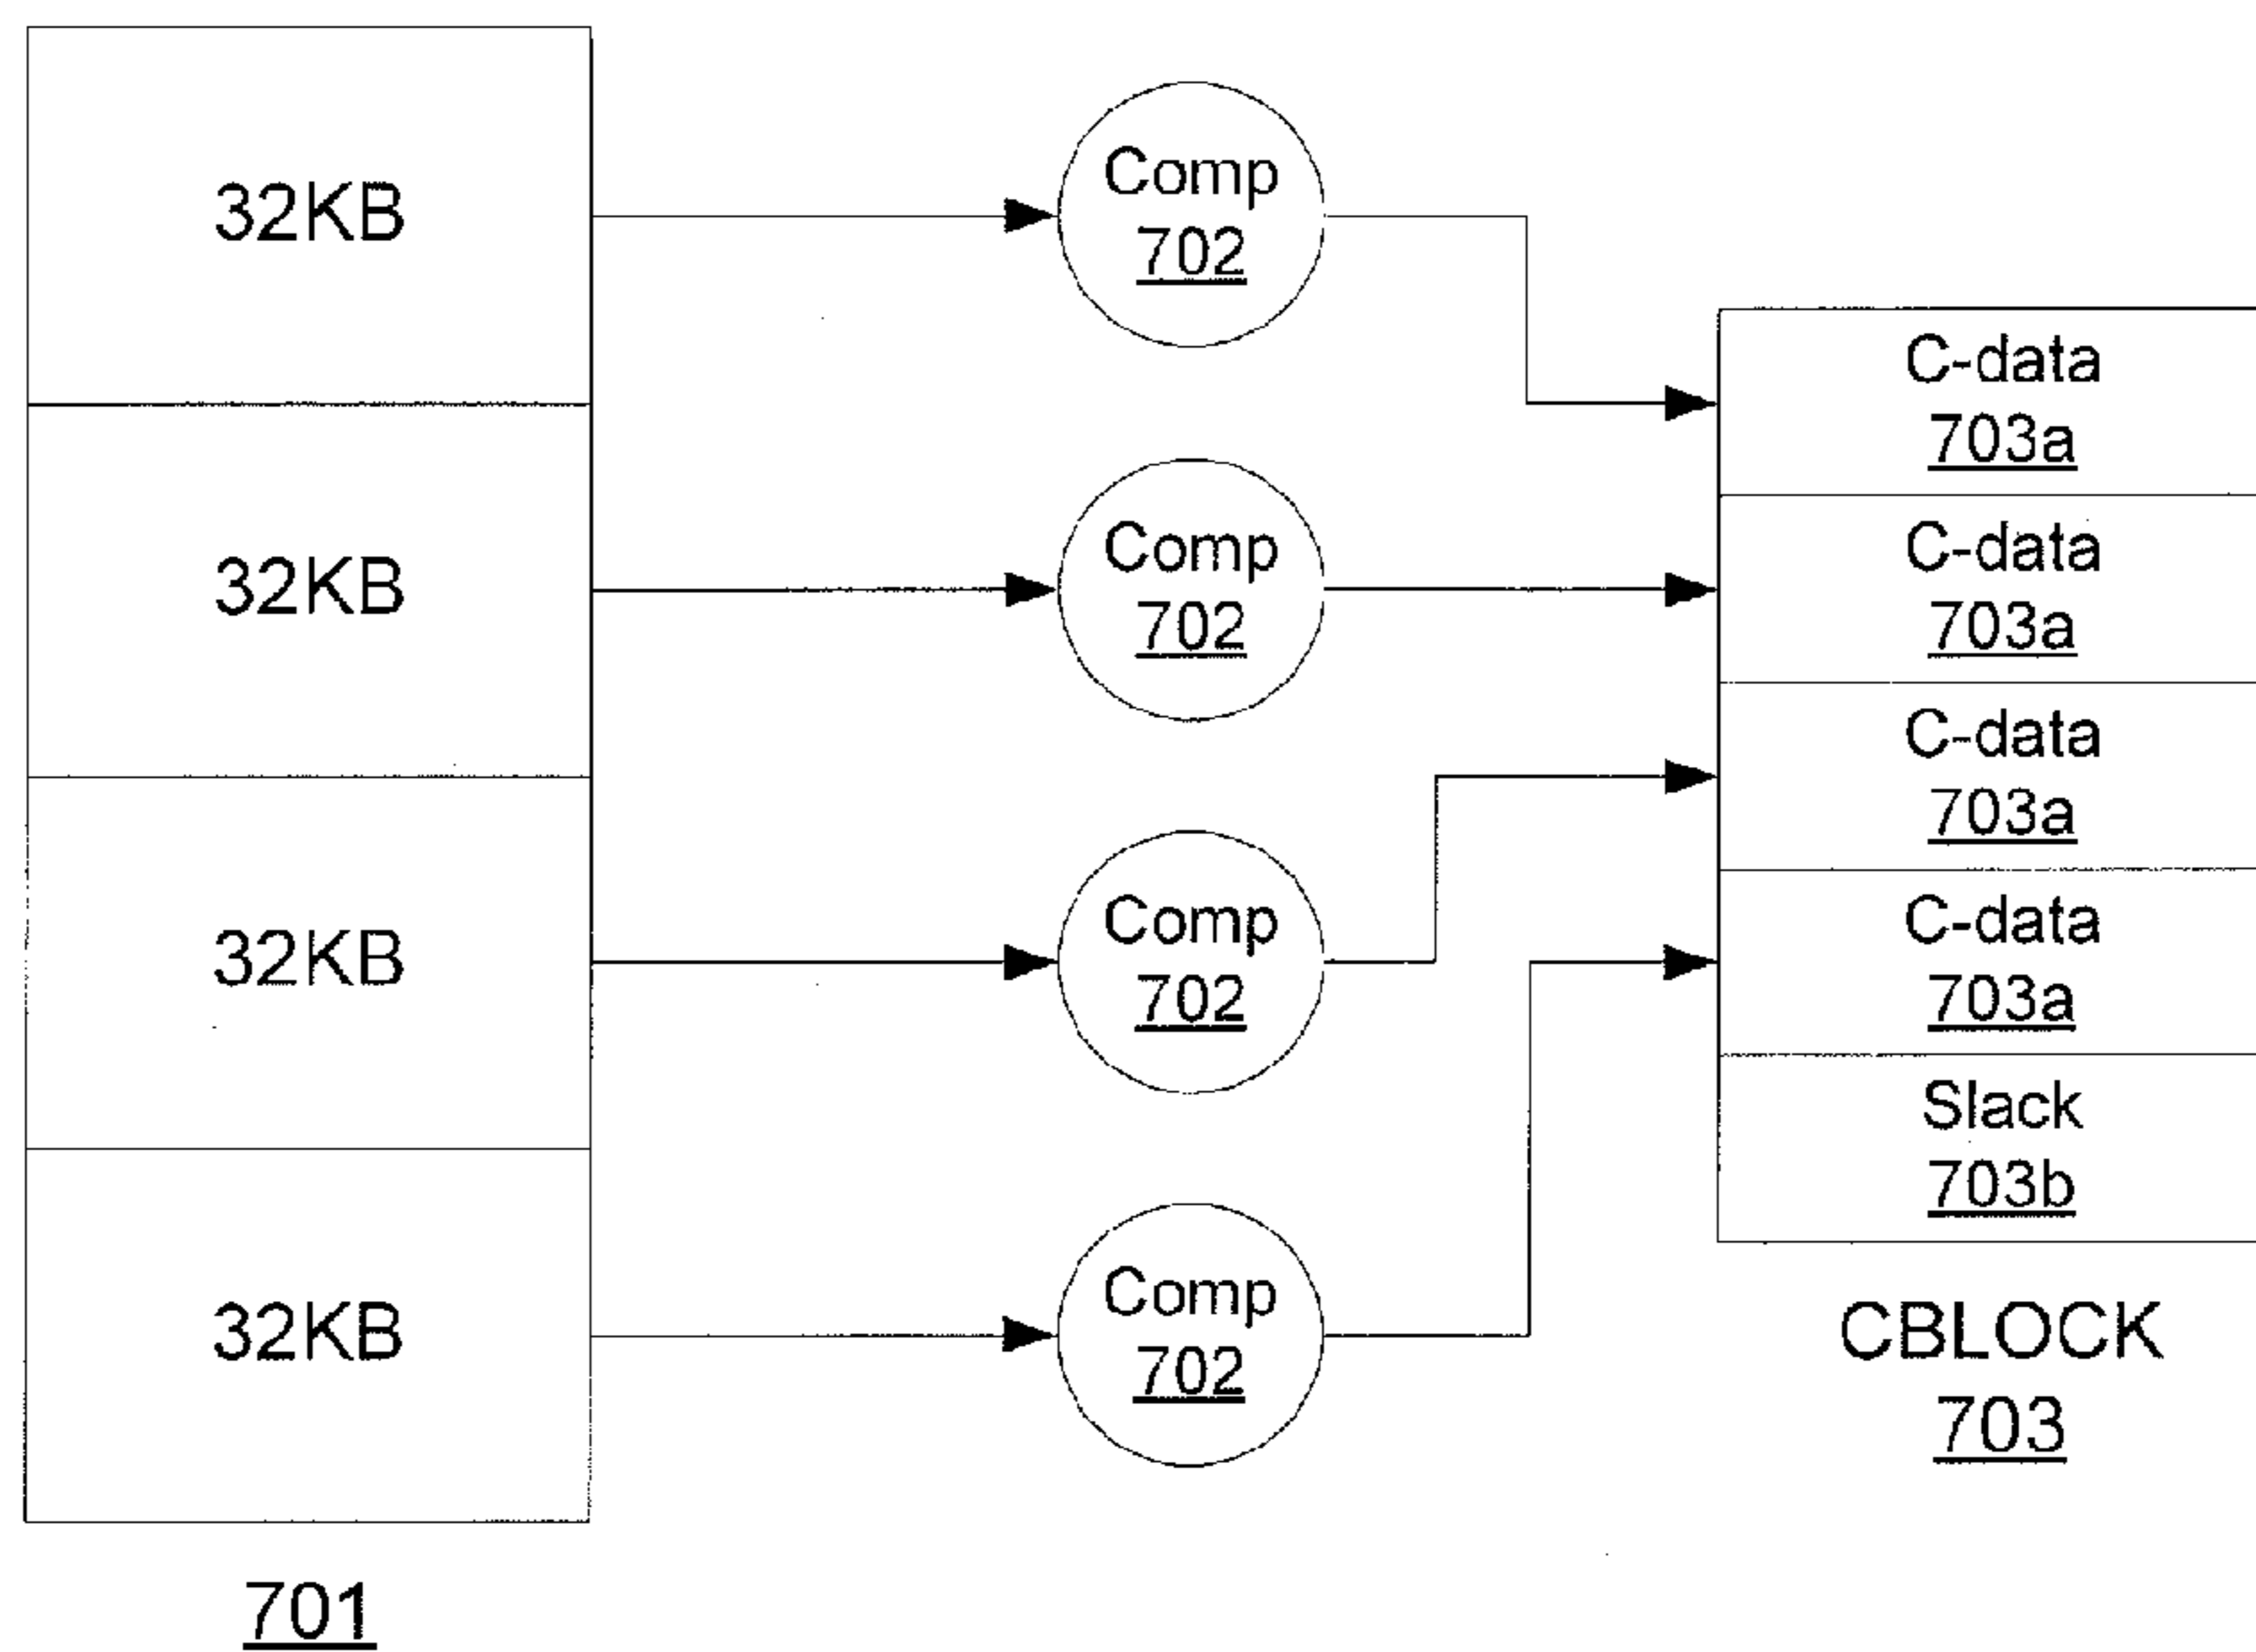 32KB
32KB
32KB
32KB
701
Comp
702
Comp
702
Comp
702
Comp
702
C-data
703a
C-data
703a
C-data
703a
C-data
703a
Slack
703b
CBLOCK
703